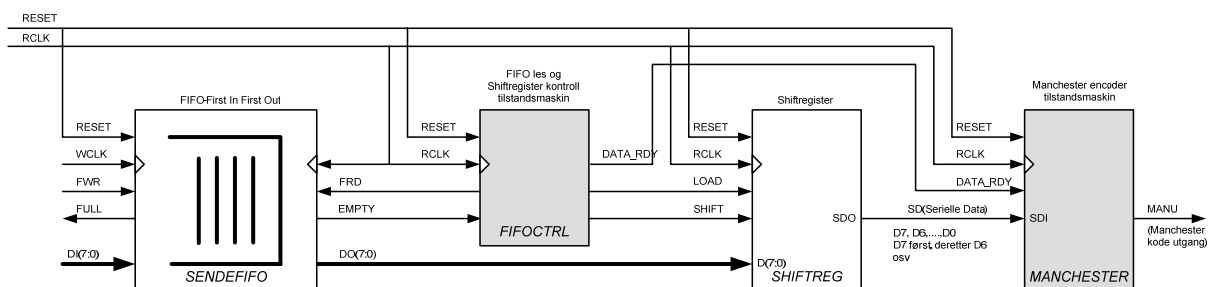 RESET
RCLK
FIFO-First In First Out
RESET
WCLK
FWR
FULL
DI(7:0)
SENDEFIFO
FIFO les og
Shiftregister kontroll
tilstandsmaskin
RESET
RCLK
FRD
EMPTY
DO(7:0)
FIFOCTRL
DATA_RDY
LOAD
SHIFT
Shiftregister
RESET
RCLK
SDO
D(7:0)
SHIFTREG
SD(Serielle Data)
D7, D6,....,D0
D7 først, deretter D6
osv
Manchester encoder
tilstandsmaskin
RESET
RCLK
DATA_RDY
SDI
MANCHESTER
MANU
(Manchester
kode utgang)